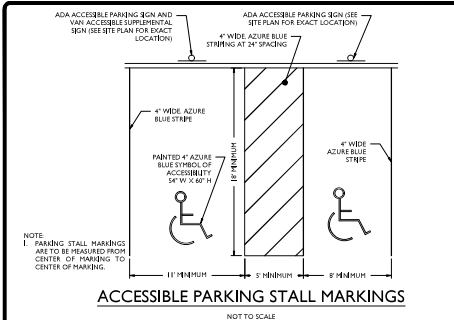 ADA ACCESSIBLE PARKING SIGN AND
VAN ACCESSIBLE SUPPLEMENTAL
SIGN (SEE SITE PLAN FOR EXACT
LOCATION)
ADA ACCESSIBLE PARKING SIGN (SEE
SITE PLAN FOR EXACT LOCATION)
4" WIDE, AZURE BLUE
STRIPING AT 24" SPACING
4" WIDE, AZURE
BLUE STRIPE
4" WIDE
AZURE BLUE
STRIPE
PAINTED 4" AZURE
BLUE SYMBOL OF
ACCESSIBILITY
54" W X 60" H
18' MINIMUM
NOTE:
1. PARKING STALL MARKINGS
ARE TO BE MEASURED FROM
CENTER OF MARKING TO
CENTER OF MARKING.
11' MINIMUM
5' MINIMUM
8' MINIMUM
ACCESSIBLE PARKING STALL MARKINGS
NOT TO SCALE